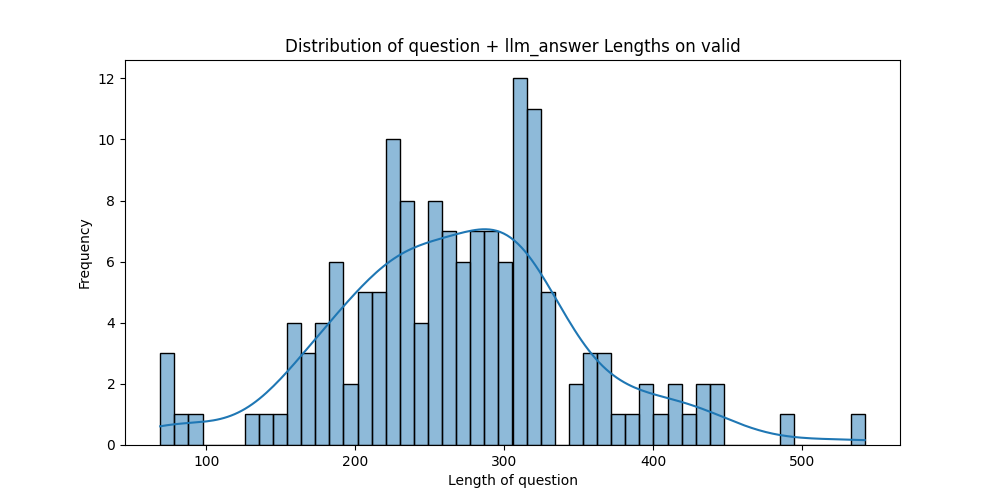 Distribution of question + llm_answer Lengths on valid
12
10
8
6
4
2
0
Frequency
100 200 300 400 500
Length of question